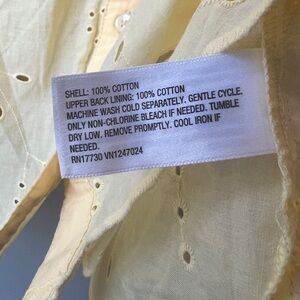 SHELL: 100% COTTON
UPPER BACK LINING: 100% COTTON
MACHINE WASH COLD SEPARATELY. GENTLE CYCLE.
ONLY NON-CHLORINE BLEACH IF NEEDED. TUMBLE
DRY LOW. REMOVE PROMPTLY. COOL IRON IF
NEEDED.
RN17730 VN1247024